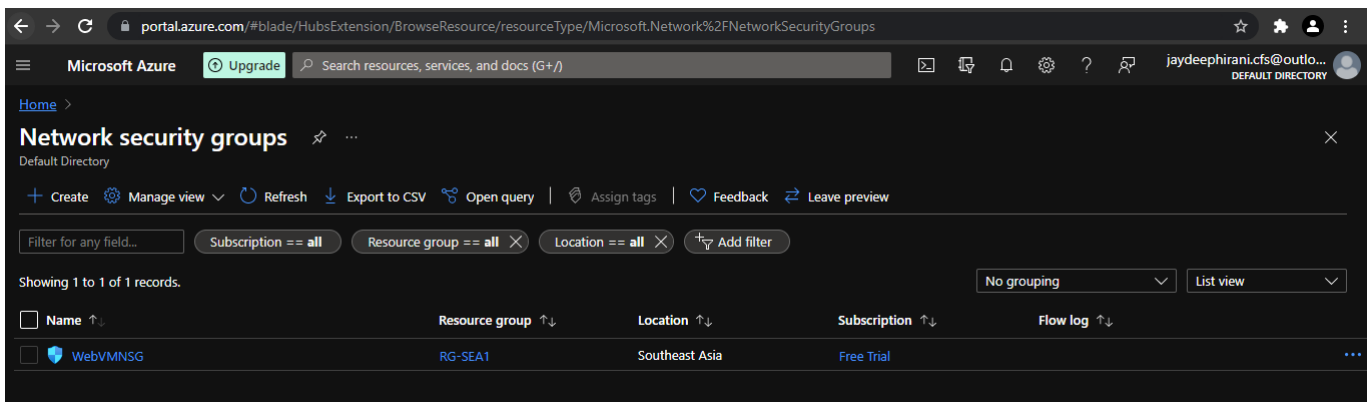 portal.azure.com/#blade/HubsExtension/BrowseResource/resourceType/Microsoft.Network%2FNetworkSecurityGroups
Microsoft Azure Upgrade Search resources, services, and docs (G+/) jaydeephirani.cfs@outlo...
DEFAULT DIRECTORY
Home >
Network security groups ...
Default Directory
Create Manage view Refresh Export to CSV Open query Assign tags Feedback Leave preview
Filter for any field... Subscription == all Resource group == all Location == all Add filter
Showing 1 to 1 of 1 records. No grouping List view
Name Resource group Location Subscription Flow log
WebVMNSG RG-SEA1 Southeast Asia Free Trial ...